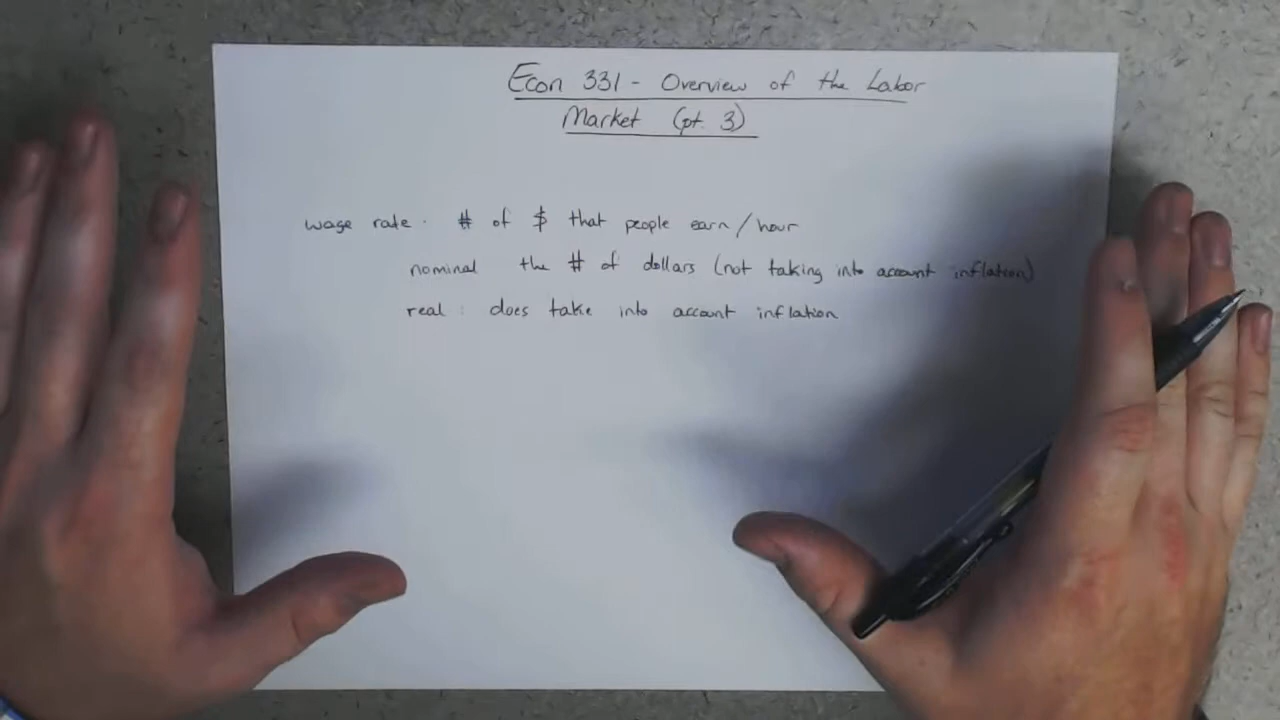 Econ 331 - Overview of the Labor
Market (pt. 3)
wage rate. # of $ that people earn/hour
nominal the # of dollars (not taking into account inflation)
real : does take into account inflation